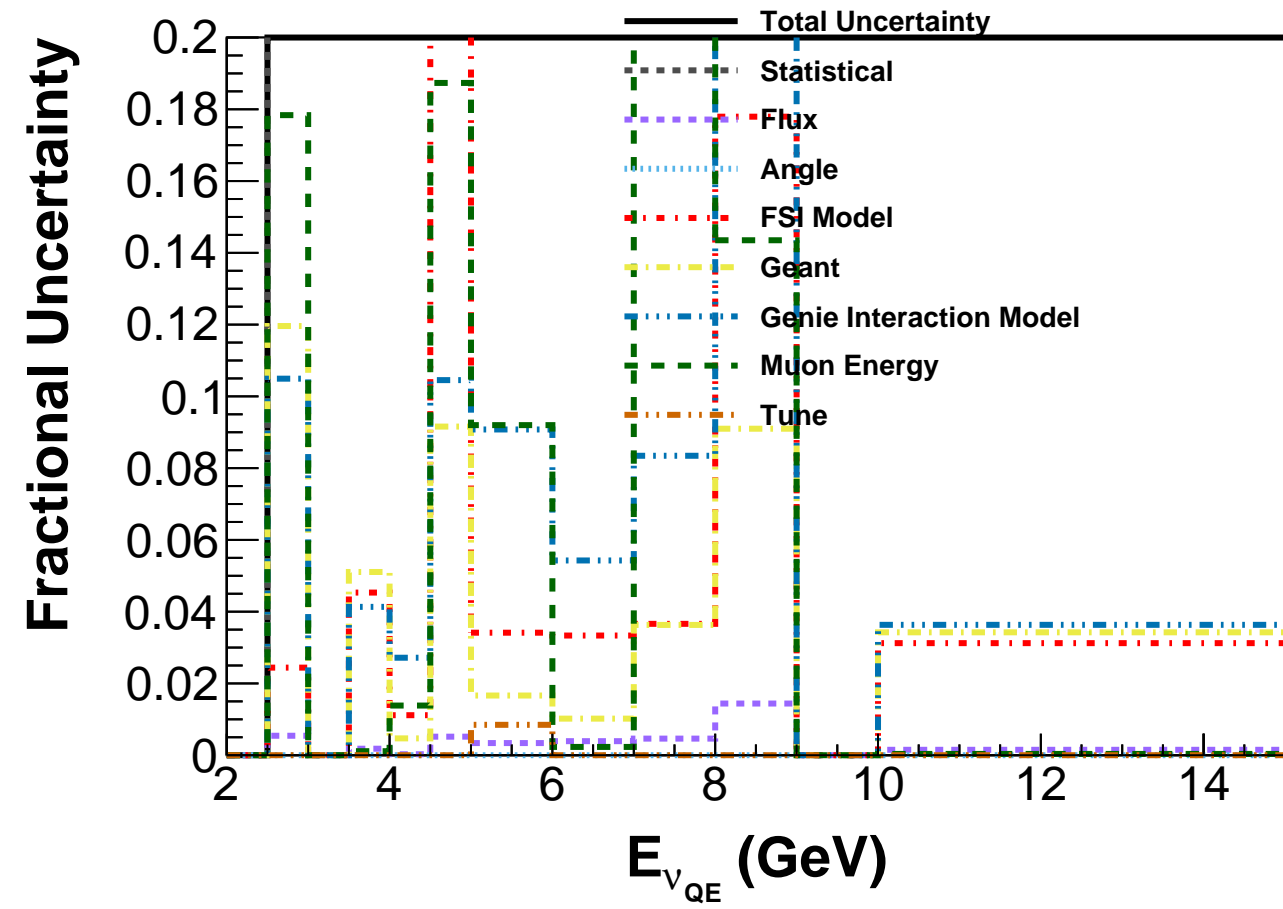 Total Uncertainty
Statistical
Flux
Angle
FSI Model
Geant
Genie Interaction Model
Muon Energy
Tune
Fractional Uncertainty
0.2
0.18
0.16
0.14
0.12
0.1
0.08
0.06
0.04
0.02
0
2 4 6 8 10 12 14
E_ν_QE (GeV)